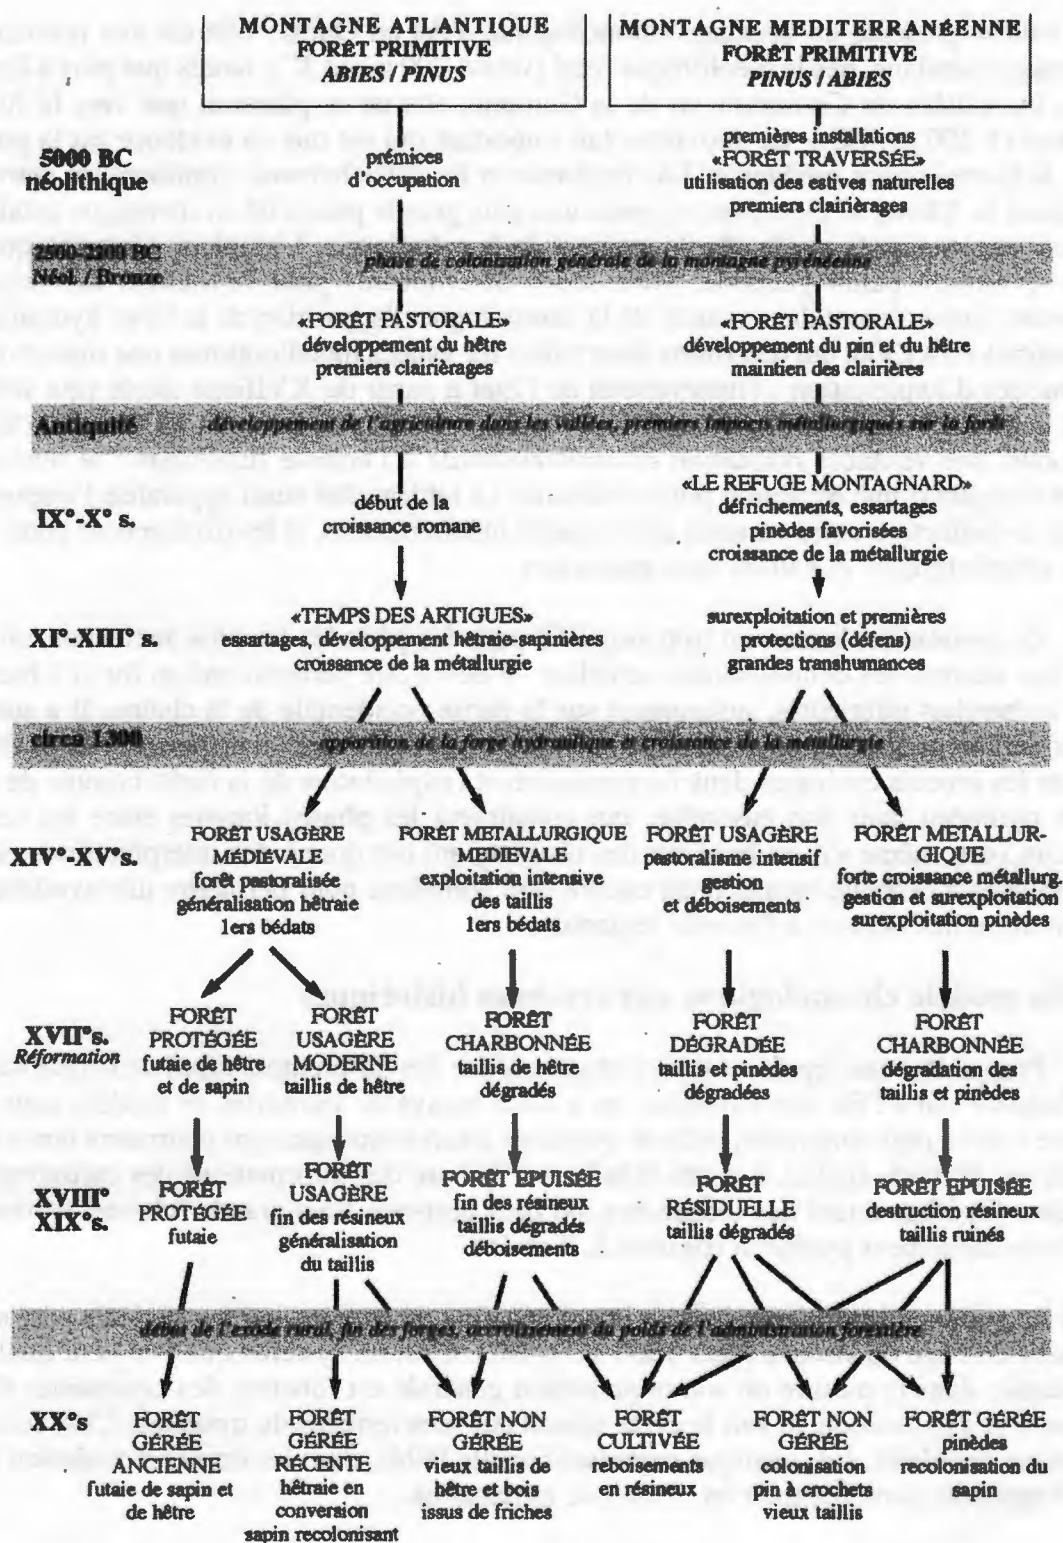 MONTAGNE ATLANTIQUE
FORÊT PRIMITIVE
ABIES / PINUS
MONTAGNE MEDITERRANÉENNE
FORÊT PRIMITIVE
PINUS / ABIES
5000 BC
néolithique
prémices
d'occupation
premières installations
«FORÊT TRAVERSÉE»
utilisation des estives naturelles
premiers clairièrages
2500-2200 BC
Néol. / Bronze
phase de colonisation générale de la montagne pyrénéenne
«FORÊT PASTORALE»
développement du hêtre
premiers clairièrages
«FORÊT PASTORALE»
développement du pin et du hêtre
maintien des clairières
Antiquité
développement de l'agriculture dans les vallées, premiers impacts métallurgiques sur la forêt
IX°-X° s.
début de la
croissance romane
«LE REFUGE MONTAGNARD»
défrichements, essartages
pinèdes favorisées
croissance de la métallurgie
XI°-XIII° s.
«TEMPS DES ARTIGUES»
essartages, développement hêtraie-sapinières
croissance de la métallurgie
surexploitation et premières
protections (défens)
grandes transhumances
circa 1300
apparition de la forge hydraulique et croissance de la métallurgie
XIV°-XV°s.
FORÊT USAGÈRE
MÉDIÉVALE
forêt pastoralisée
généralisation hêtraie
1ers bédats
FORÊT METALLURGIQUE
MEDIEVALE
exploitation intensive
des taillis
1ers bédats
FORÊT USAGÈRE
pastoralisme intensif
gestion
et déboisements
FORÊT METALLUR-
GIQUE
forte croissance métallurg.
gestion et surexploitation
surexploitation pinèdes
XVII°s.
Réformation
FORÊT
PROTÉGÉE
futaie de hêtre
et de sapin
FORÊT
USAGÈRE
MODERNE
taillis de hêtre
FORÊT
CHARBONNÉE
taillis de hêtre
dégradés
FORÊT
DÉGRADÉE
taillis et pinèdes
dégradées
FORÊT
CHARBONNÉE
dégradation des
taillis et pinèdes
XVIII°
XIX°s.
FORÊT
PROTÉGÉE
futaie
FORÊT
USAGÈRE
fin des résineux
généralisation
du taillis
FORÊT EPUISÉE
fin des résineux
taillis dégradés
déboisements
FORÊT
RÉSIDUELLE
taillis dégradés
FORÊT EPUISÉE
destruction résineux
taillis ruinés
début de l'exode rural, fin des forges, accroissement du poids de l'administration forestière
XX°s
FORÊT
GÉRÉE
ANCIENNE
futaie de sapin et
de hêtre
FORÊT
GÉRÉE
RÉCENTE
hêtraie en
conversion
sapin recolonisant
FORÊT NON
GÉRÉE
vieux taillis de
hêtre et bois
issus de friches
FORÊT
CULTIVÉE
reboisements
en résineux
FORÊT NON
GÉRÉE
colonisation
pin à crochets
vieux taillis
FORÊT GÉRÉE
pinèdes
recolonisation du
sapin